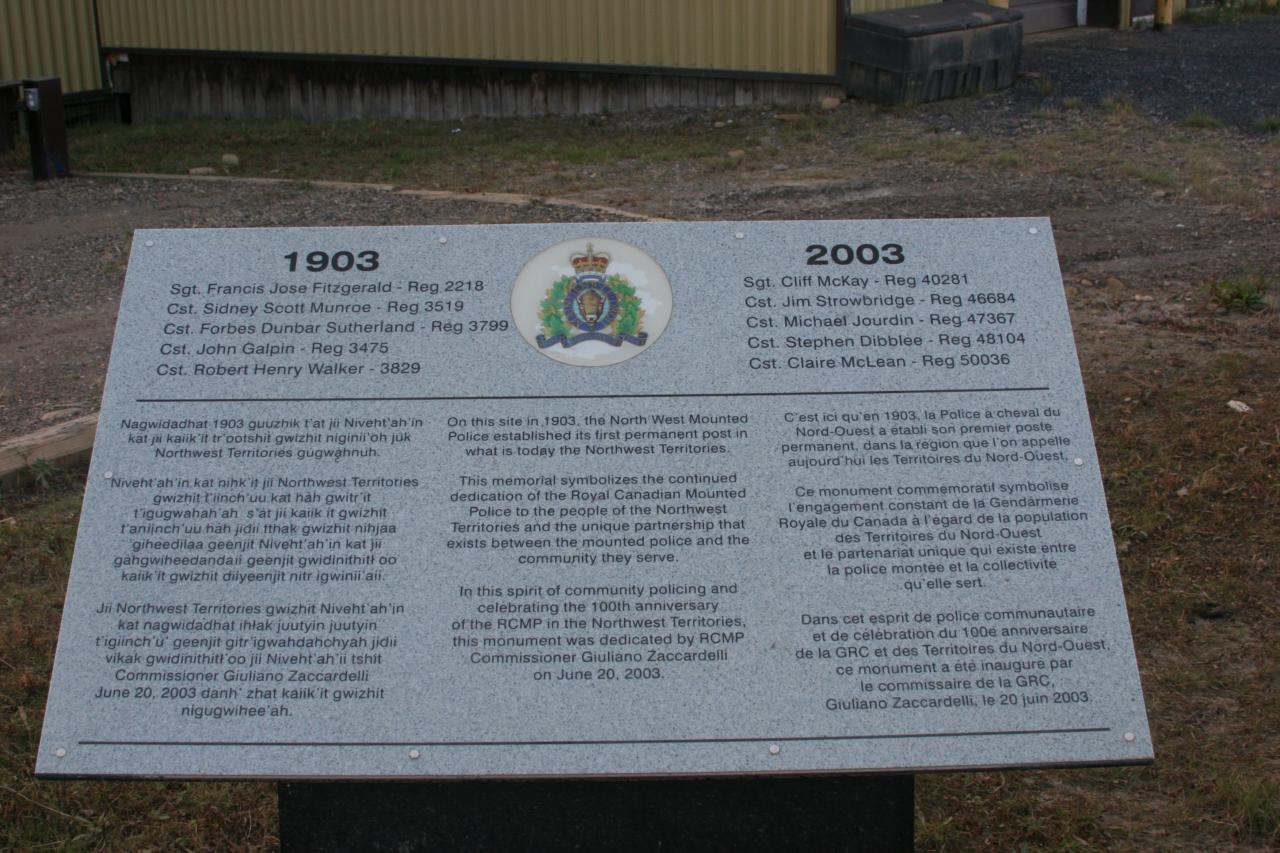 1903
Sgt. Francis Jose Fitzgerald - Reg 2218
Cst. Sidney Scott Munroe - Reg 3519
Cst. Forbes Dunbar Sutherland - Reg 3799
Cst. John Galpin - Reg 3475
Cst. Robert Henry Walker - 3829
2003
Sgt. Cliff McKay - Reg 40281
Cst. Jim Strowbridge - Reg 46684
Cst. Michael Jourdin - Reg 47367
Cst. Stephen Dibblee - Reg 48104
Cst. Claire McLean - Reg 50036
Nagwidadhat 1903 guuzhik t'at jii Niveht'ah'in
kat jii kaiik'it tr'ootshit gwizhit niginii'oh jùk
Northwest Territories gugwąhnuh.
Niveht'ah'in kat nihk'it jii Northwest Territories
gwizhit t'iinch'uu kat hàh gwitr'it
t'igugwahah'ah s'àt jii kaiik it gwizhit
t'aniinch'uu hàh jidii tthak gwizhit nihjaa
giheedilaa geenjit Niveht'ah'in kat jii
gàhgwiheedandaii geenjit gwidinithitł oo
kaiik'it gwizhit diiyeenjit nitr igwinii'aii.
Jii Northwest Territories gwizhit Niveht'ah'in
kat nagwidadhat ihłak juutyin juutyin
t'igiinch'ù' geenjit gitr'igwahdahchyah jidii
vikak gwidinithitł'oo jii Niveht'ah'ii tshit
Commissioner Giuliano Zaccardelli
June 20, 2003 danh' zhat kaiik'it gwizhit
nigugwihee'ah.
On this site in 1903, the North West Mounted
Police established its first permanent post in
what is today the Northwest Territories.
This memorial symbolizes the continued
dedication of the Royal Canadian Mounted
Police to the people of the Northwest
Territories and the unique partnership that
exists between the mounted police and the
community they serve.
In this spirit of community policing and
celebrating the 100th anniversary
of the RCMP in the Northwest Territories,
this monument was dedicated by RCMP
Commissioner Giuliano Zaccardelli
on June 20, 2003.
C'est ici qu'en 1903, la Police à cheval du
Nord-Ouest a établi son premier poste
permanent, dans la région que l'on appelle
aujourd'hui les Territoires du Nord-Ouest.
Ce monument commémoratif symbolise
l'engagement constant de la Gendarmerie
Royale du Canada à l'égard de la population
des Territoires du Nord-Ouest
et le partenariat unique qui existe entre
la police montée et la collectivité
qu'elle sert.
Dans cet esprit de police communautaire
et de célébration du 100e anniversaire
de la GRC et des Territoires du Nord-Ouest,
ce monument a été inauguré par
le commissaire de la GRC,
Giuliano Zaccardelli, le 20 juin 2003.